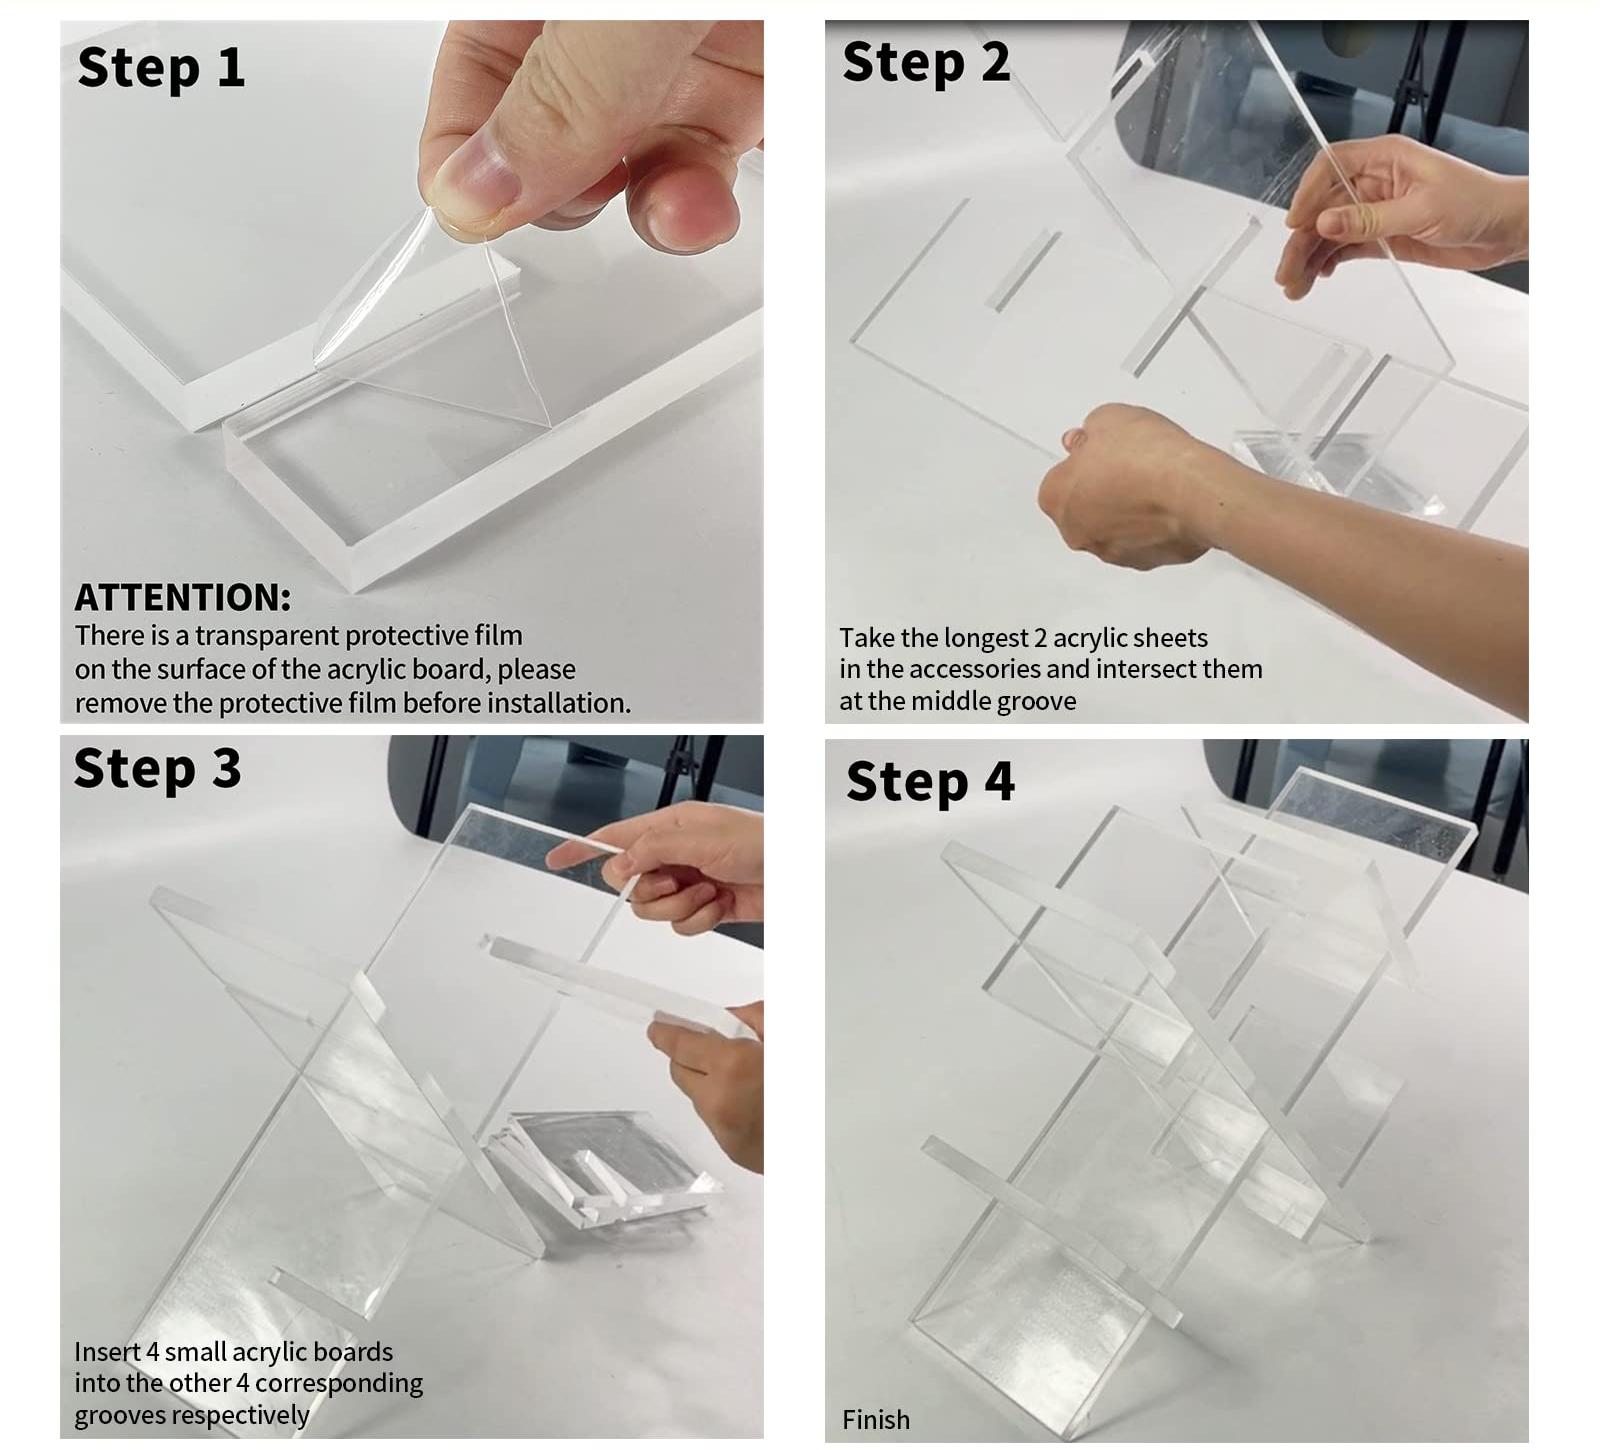 Step 1
ATTENTION:
There is a transparent protective film
on the surface of the acrylic board, please
remove the protective film before installation.
Step 2
Take the longest 2 acrylic sheets
in the accessories and intersect them
at the middle groove
Step 3
Insert 4 small acrylic boards
into the other 4 corresponding
grooves respectively
Step 4
Finish